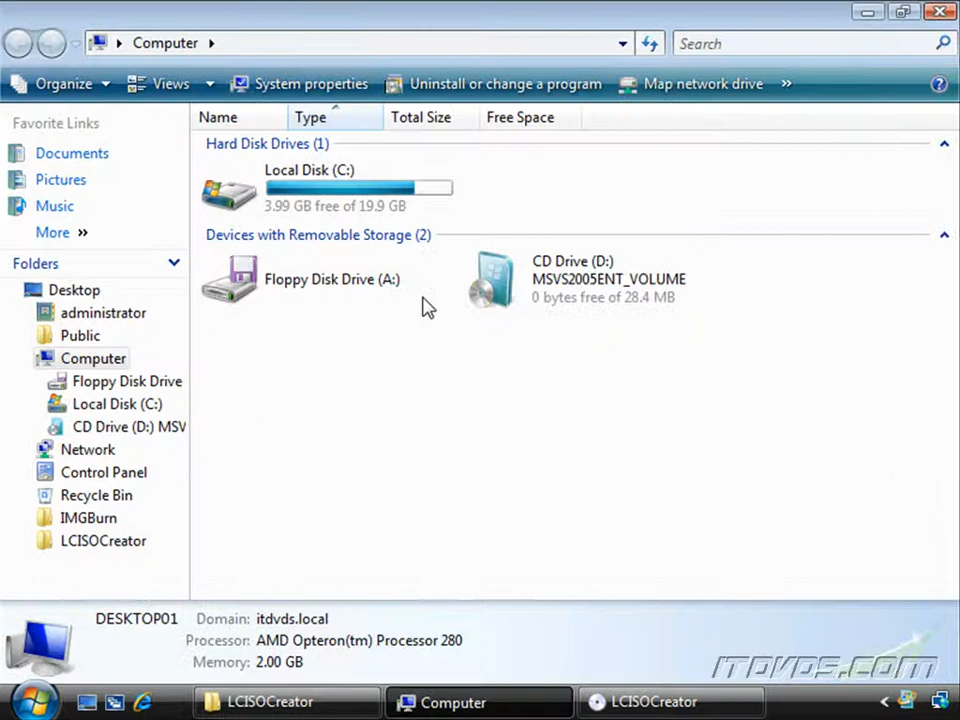 Computer
Search
Organize
Views
System properties
Uninstall or change a program
Map network drive
»
?
Favorite Links
Documents
Pictures
Music
More »
Folders
Desktop
administrator
Public
Computer
Floppy Disk Drive
Local Disk (C:)
CD Drive (D:) MSV
Network
Control Panel
Recycle Bin
IMGBurn
LCISOCreator
Name
Type
Total Size
Free Space
Hard Disk Drives (1)
Local Disk (C:)
3.99 GB free of 19.9 GB
Devices with Removable Storage (2)
Floppy Disk Drive (A:)
CD Drive (D:)
MSVS2005ENT_VOLUME
0 bytes free of 28.4 MB
DESKTOP01
Domain: itdvds.local
Processor: AMD Opteron(tm) Processor 280
Memory: 2.00 GB
ITDVDS.COM
LCISOCreator
Computer
LCISOCreator